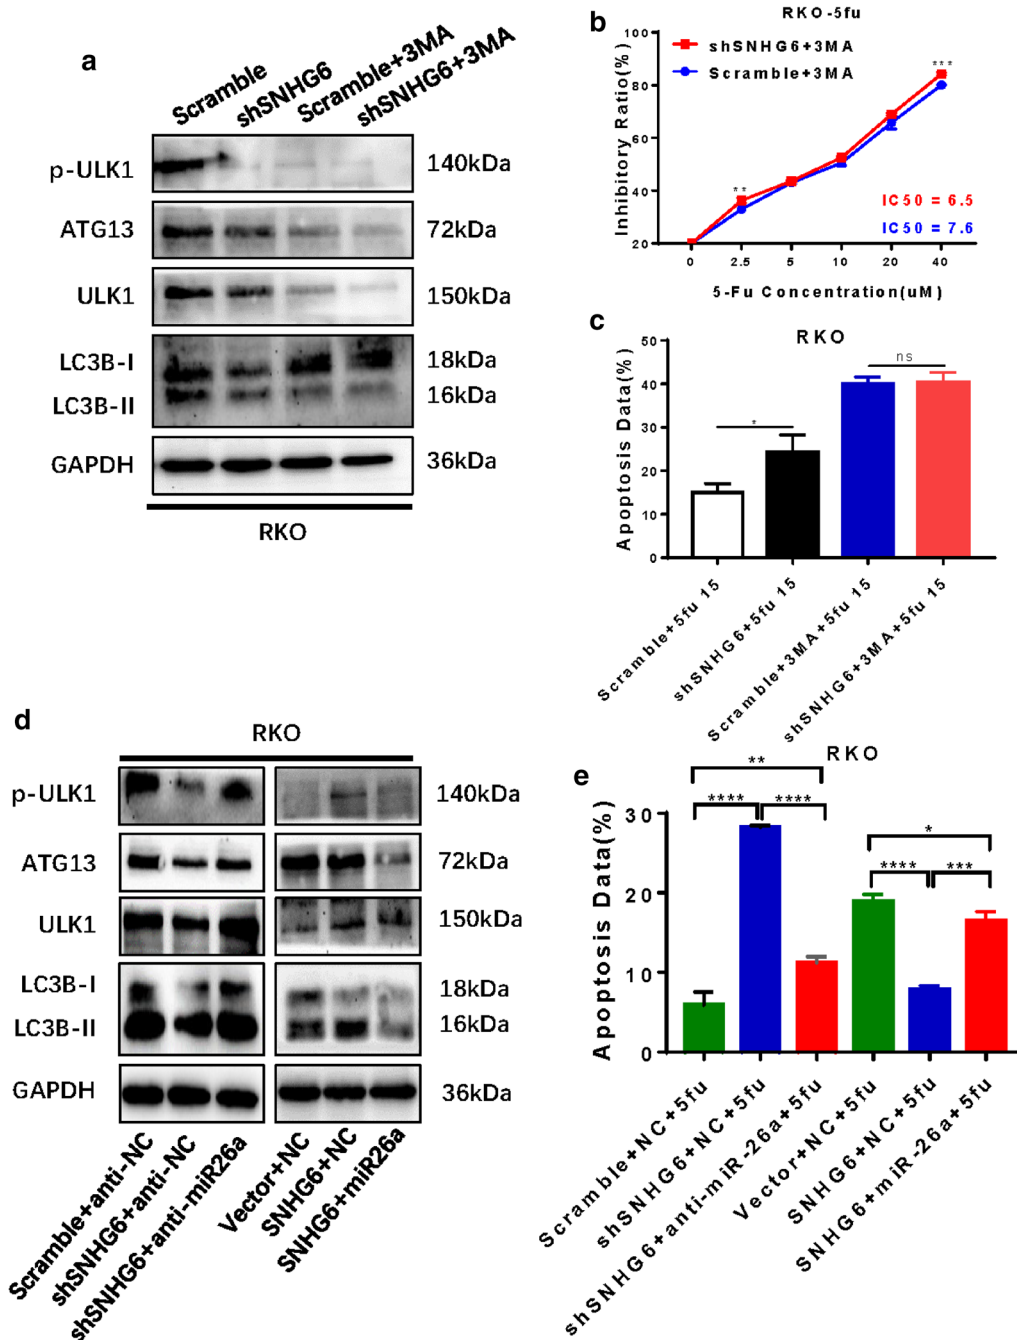 a
Scramble
shSNHG6
Scramble+3MA
shSNHG6+3MA
p-ULK1
140kDa
ATG13
72kDa
ULK1
150kDa
LC3B-I
18kDa
LC3B-II
16kDa
GAPDH
36kDa
RKO
b
RKO-5fu
shSNHG6+3MA
Scramble+3MA
Inhibitory Ratio(%)
100
80
60
40
20
***
**
IC50 = 6.5
IC50 = 7.6
0
2.5
5
10
20
40
5-Fu Concentration(uM)
c
RKO
Apoptosis Data(%)
50
40
30
20
10
0
*
ns
Scramble+5fu 15
shSNHG6+5fu 15
Scramble+3MA+5fu 15
shSNHG6+3MA+5fu 15
d
RKO
p-ULK1
140kDa
ATG13
72kDa
ULK1
150kDa
LC3B-I
18kDa
LC3B-II
16kDa
GAPDH
36kDa
Scramble+anti-NC
shSNHG6+anti-NC
shSNHG6+anti-miR26a
Vector+NC
SNHG6+NC
SNHG6+miR26a
e
RKO
Apoptosis Data(%)
30
20
10
0
**
**** ****
*
**** ***
Scramble+NC+5fu
shSNHG6+NC+5fu
shSNHG6+anti-miR-26a+5fu
Vector+NC+5fu
SNHG6+NC+5fu
SNHG6+miR-26a+5fu